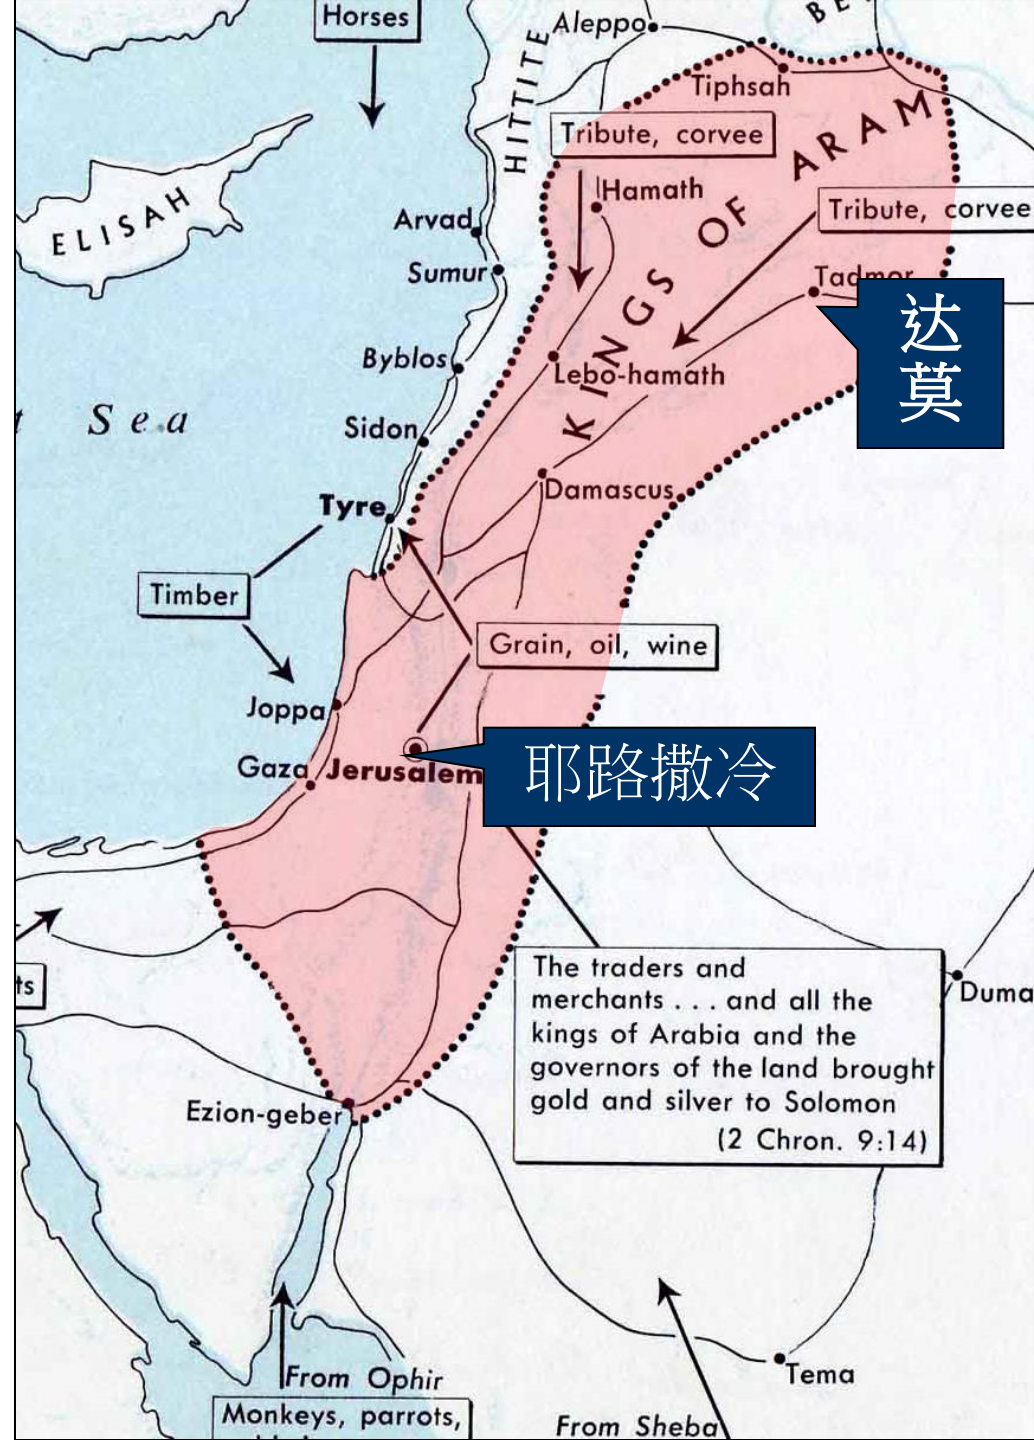 Horses
Aleppo
HITTITE
Tiphsah
Tribute, corvee
KINGS OF ARAM
Hamath
Tribute, corvee
ELISAH
Arvad
Sumur
Tadmor
达
莫
Byblos
Lebo-hamath
Sea
Sidon
Damascus
Tyre
Timber
Grain, oil, wine
Joppa
耶路撒冷
Gaza
Jerusalem
The traders and
merchants . . . and all the
kings of Arabia and the
governors of the land brought
gold and silver to Solomon
(2 Chron. 9:14)
Duma
Ezion-geber
Tema
From Ophir
Monkeys, parrots,
From Sheba